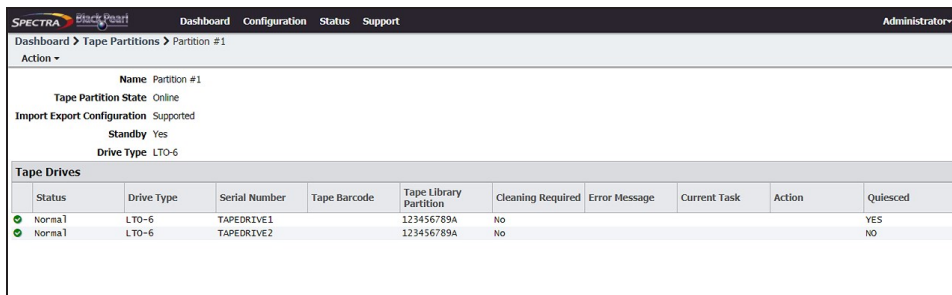 SPECTRA BlackPearl Dashboard Configuration Status Support Administrator
Dashboard > Tape Partitions > Partition #1
Action
Name Partition #1
Tape Partition State Online
Import Export Configuration Supported
Standby Yes
Drive Type LTO-6
Tape Drives
Status Drive Type Serial Number Tape Barcode Tape Library Partition Cleaning Required Error Message Current Task Action Quiesced
Normal LTO-6 TAPEDRIVE1 123456789A No YES
Normal LTO-6 TAPEDRIVE2 123456789A No NO